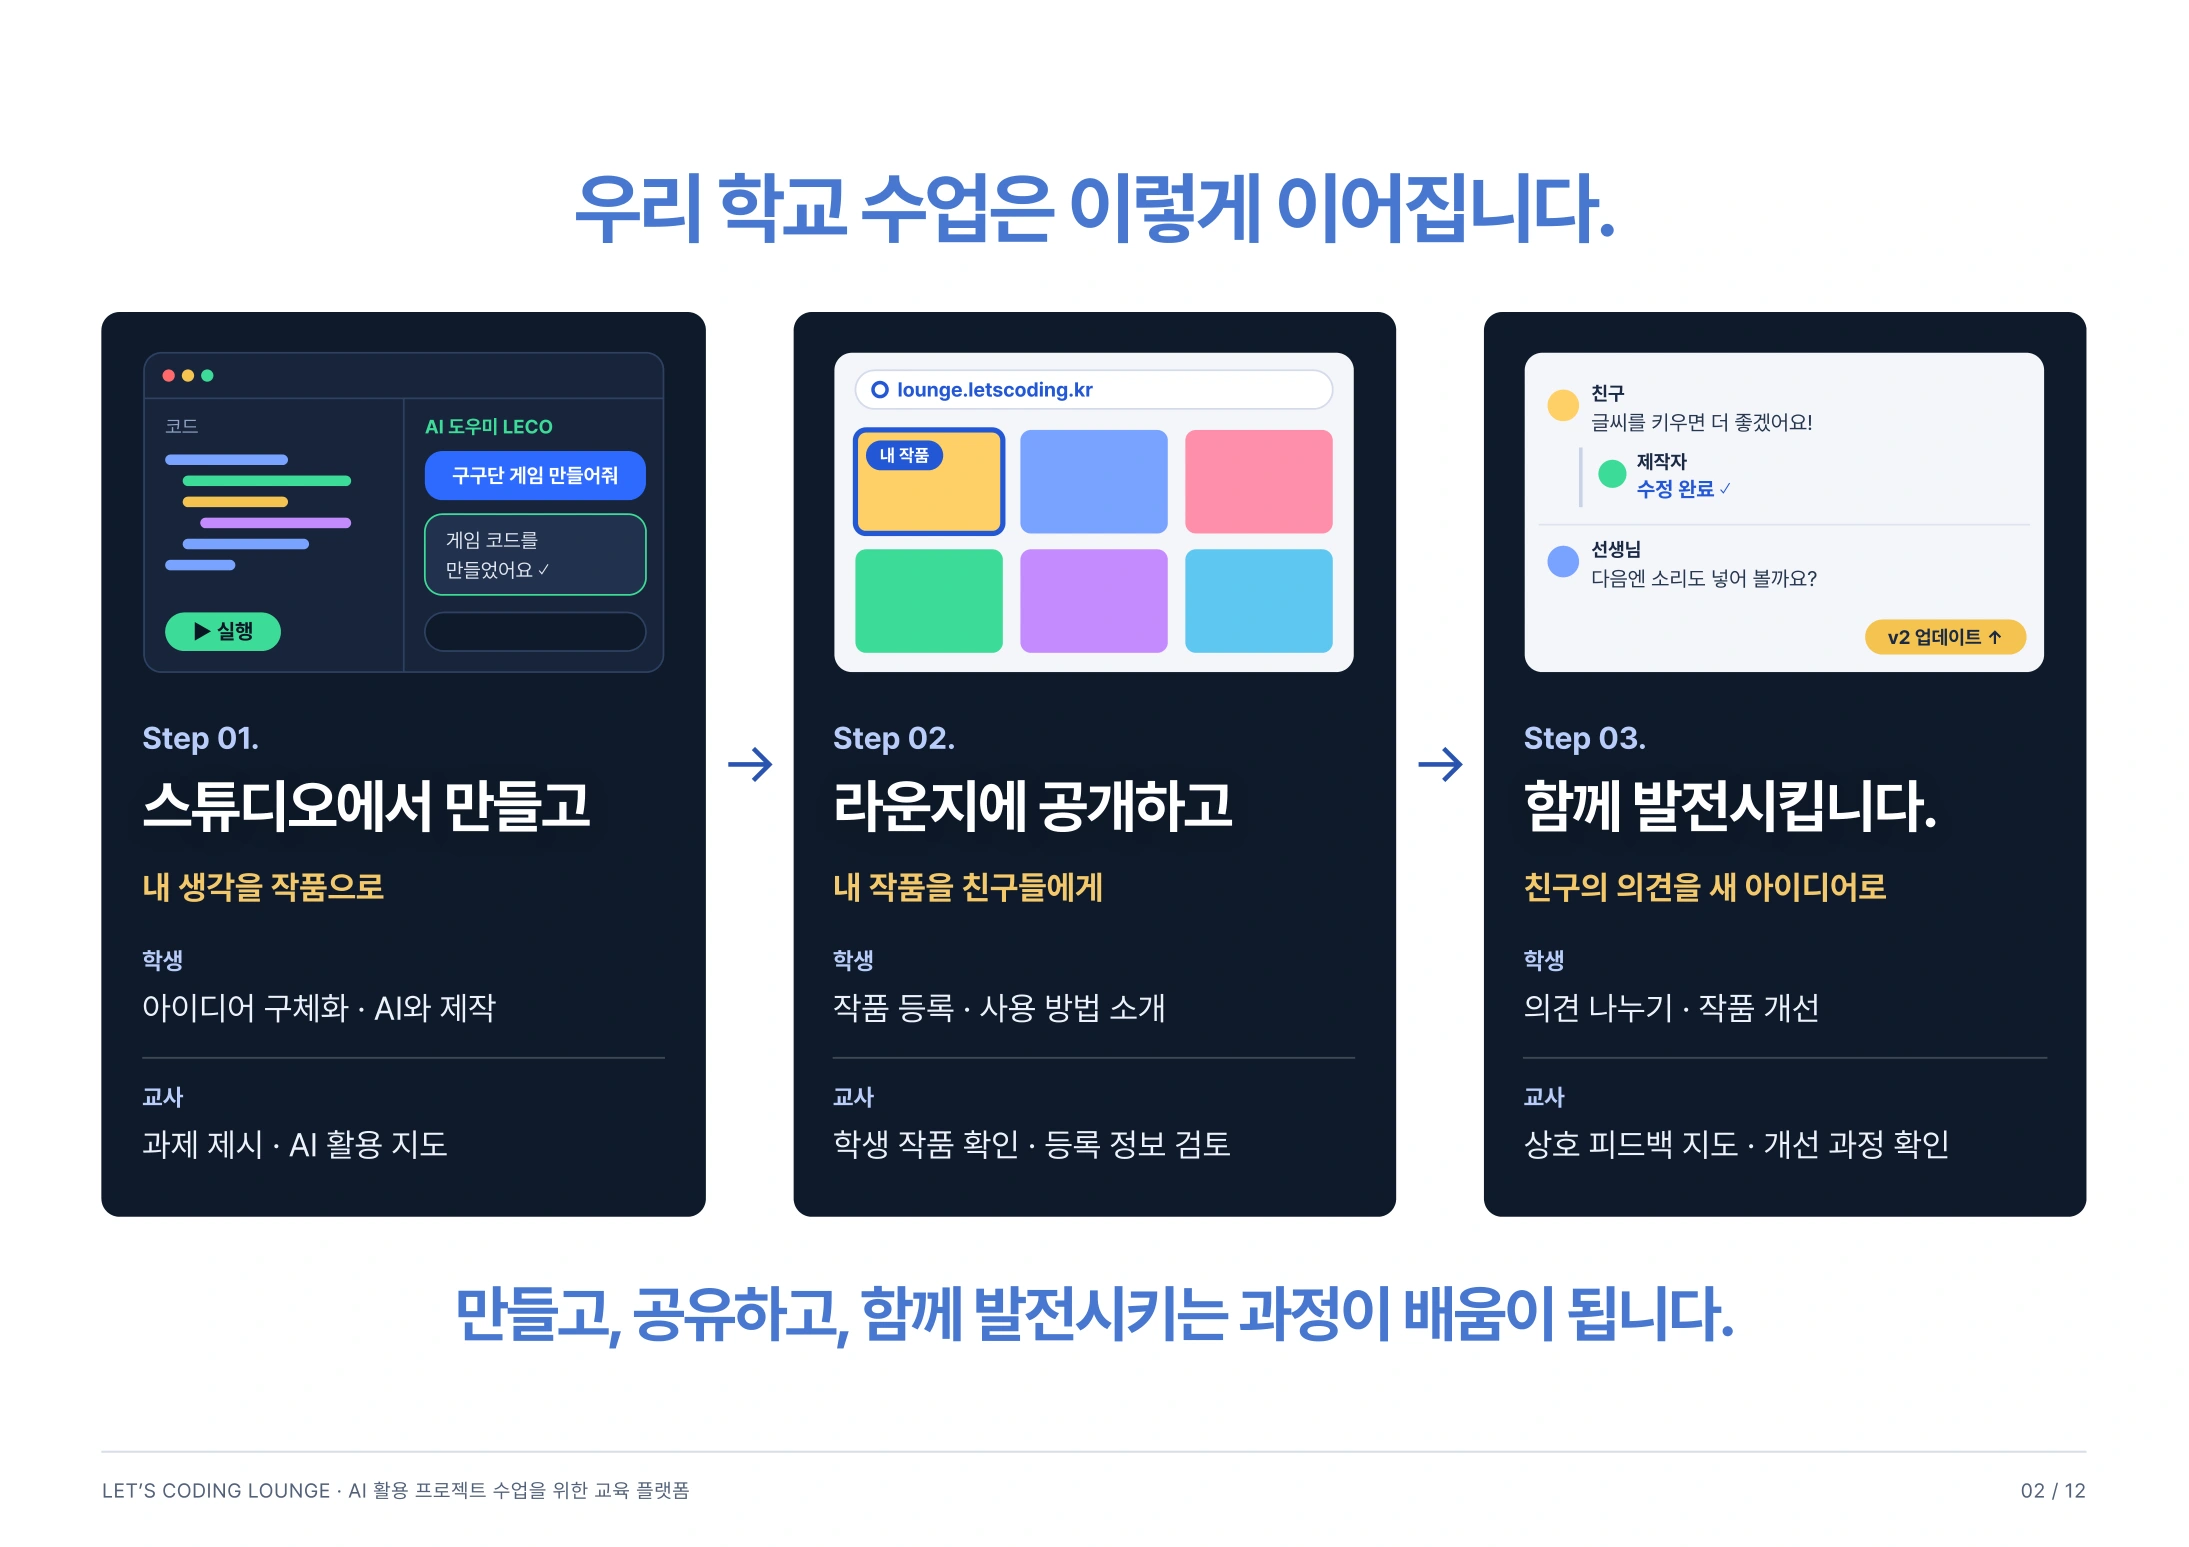 우리 학교 수업은 이렇게 이어집니다.
코드
▶ 실행
AI 도우미 LECO
구구단 게임 만들어줘
게임 코드를
만들었어요 ✓
Step 01.
스튜디오에서 만들고
내 생각을 작품으로
학생
아이디어 구체화 · AI와 제작
교사
과제 제시 · AI 활용 지도
→
lounge.letscoding.kr
내 작품
Step 02.
라운지에 공개하고
내 작품을 친구들에게
학생
작품 등록 · 사용 방법 소개
교사
학생 작품 확인 · 등록 정보 검토
→
친구
글씨를 키우면 더 좋겠어요!
제작자
수정 완료 ✓
선생님
다음엔 소리도 넣어 볼까요?
v2 업데이트 ↑
Step 03.
함께 발전시킵니다.
친구의 의견을 새 아이디어로
학생
의견 나누기 · 작품 개선
교사
상호 피드백 지도 · 개선 과정 확인
만들고, 공유하고, 함께 발전시키는 과정이 배움이 됩니다.
LET’S CODING LOUNGE · AI 활용 프로젝트 수업을 위한 교육 플랫폼
02 / 12